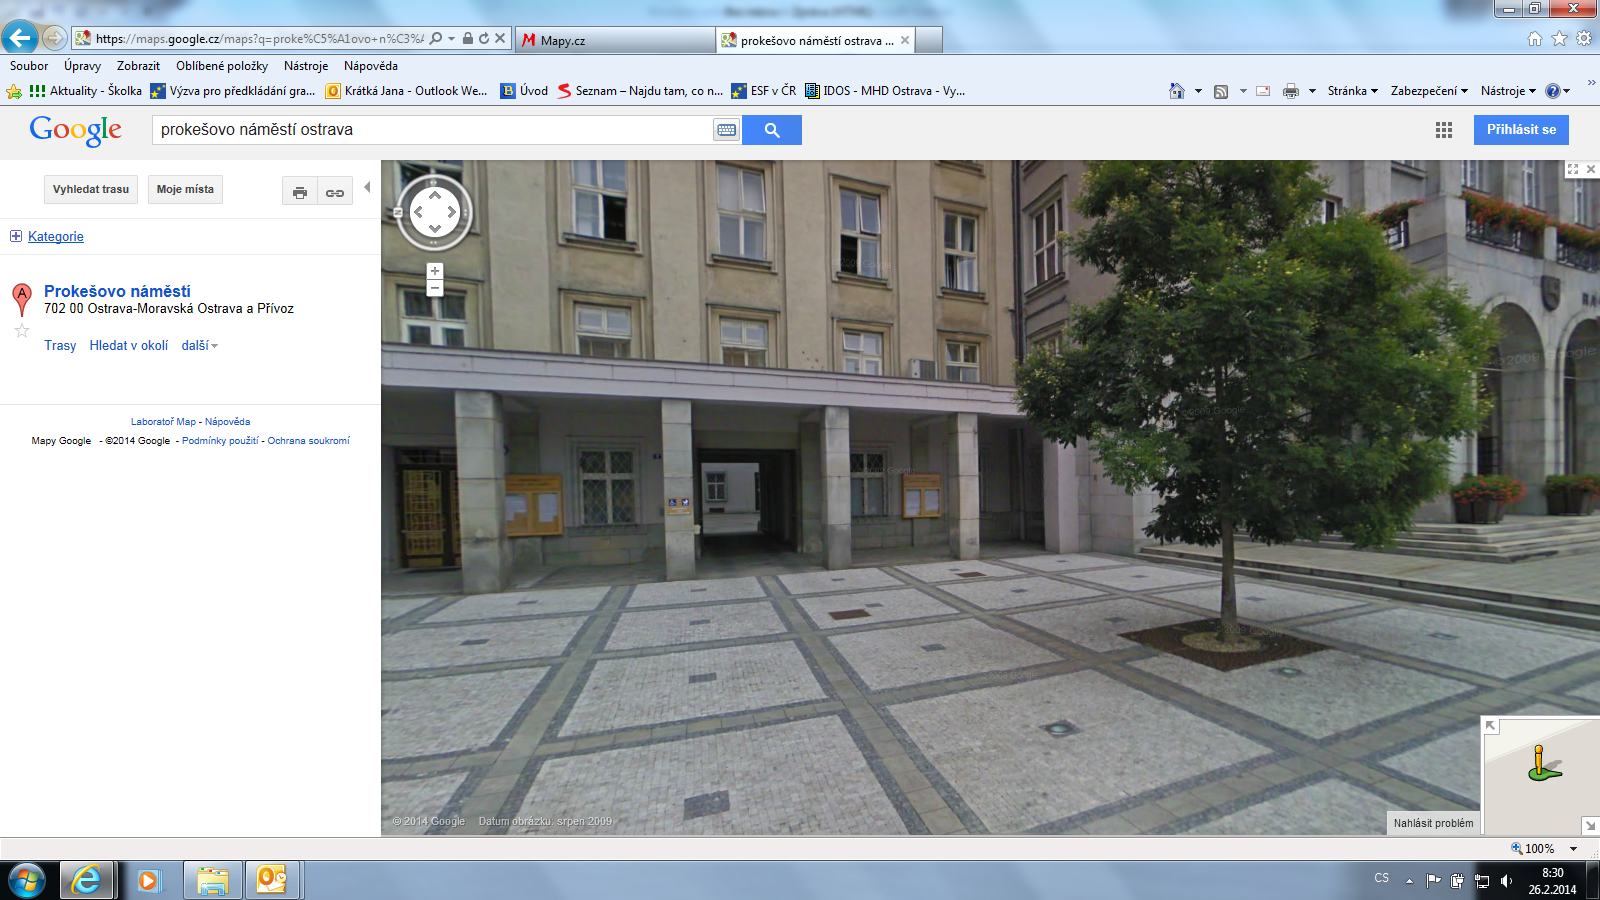 https://maps.google.cz/maps?q=proke%C5%A1ovo+n%C3%A
Mapy.cz
prokešovo náměstí ostrava ...
Soubor Úpravy Zobrazit Oblíbené položky Nástroje Nápověda
Aktuality - Školka Výzva pro předkládání gra... Krátká Jana - Outlook We... Úvod Seznam – Najdu tam, co n... ESF v ČR IDOS - MHD Ostrava - Vy... Stránka Zabezpečení Nástroje
Google prokešovo náměstí ostrava Přihlásit se
Vyhledat trasu Moje místa
Kategorie
A Prokešovo náměstí
702 00 Ostrava-Moravská Ostrava a Přívoz
Trasy Hledat v okolí další
Laboratoř Map - Nápověda
Mapy Google - ©2014 Google - Podmínky použití - Ochrana soukromí
© 2014 Google Datum obrázku: srpen 2009
Nahlásit problém
100%
CS
8:30
26.2.2014